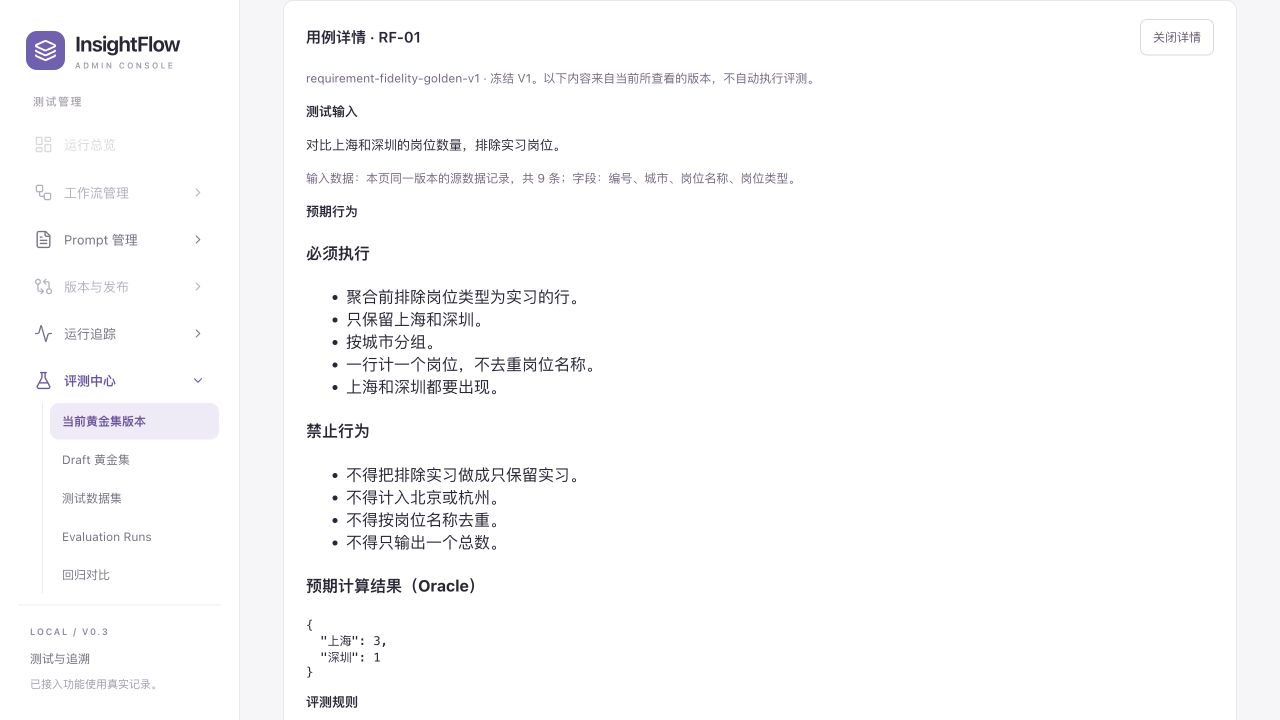 InsightFlow
ADMIN CONSOLE
测试管理
运行总览
工作流管理
Prompt 管理
版本与发布
运行追踪
评测中心
当前黄金集版本
Draft 黄金集
测试数据集
Evaluation Runs
回归对比
LOCAL / V0.3
测试与追溯
已接入功能使用真实记录。
用例详情 · RF-01
关闭详情
requirement-fidelity-golden-v1 · 冻结 V1。以下内容来自当前所查看的版本，不自动执行评测。
测试输入
对比上海和深圳的岗位数量，排除实习岗位。
输入数据：本页同一版本的源数据记录，共 9 条；字段：编号、城市、岗位名称、岗位类型。
预期行为
必须执行
• 聚合前排除岗位类型为实习的行。
• 只保留上海和深圳。
• 按城市分组。
• 一行计一个岗位，不去重岗位名称。
• 上海和深圳都要出现。
禁止行为
• 不得把排除实习做成只保留实习。
• 不得计入北京或杭州。
• 不得按岗位名称去重。
• 不得只输出一个总数。
预期计算结果（Oracle）
{
"上海": 3,
"深圳": 1
}
评测规则